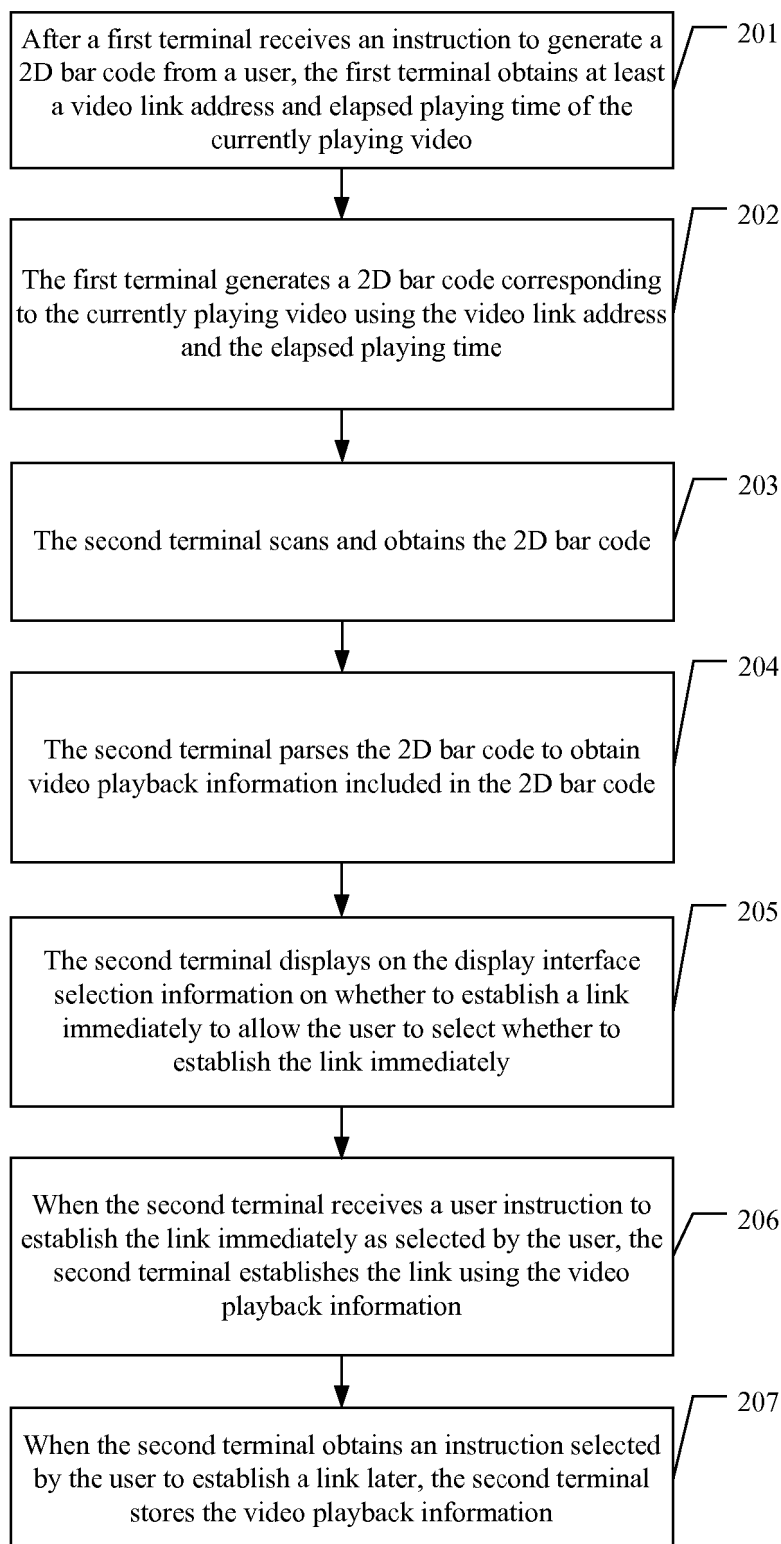 After a first terminal receives an instruction to generate a
2D bar code from a user, the first terminal obtains at least
a video link address and elapsed playing time of the
currently playing video
201
The first terminal generates a 2D bar code corresponding
to the currently playing video using the video link address
and the elapsed playing time
202
The second terminal scans and obtains the 2D bar code
203
The second terminal parses the 2D bar code to obtain
video playback information included in the 2D bar code
204
The second terminal displays on the display interface
selection information on whether to establish a link
immediately to allow the user to select whether to
establish the link immediately
205
When the second terminal receives a user instruction to
establish the link immediately as selected by the user, the
second terminal establishes the link using the video
playback information
206
When the second terminal obtains an instruction selected
by the user to establish a link later, the second terminal
stores the video playback information
207